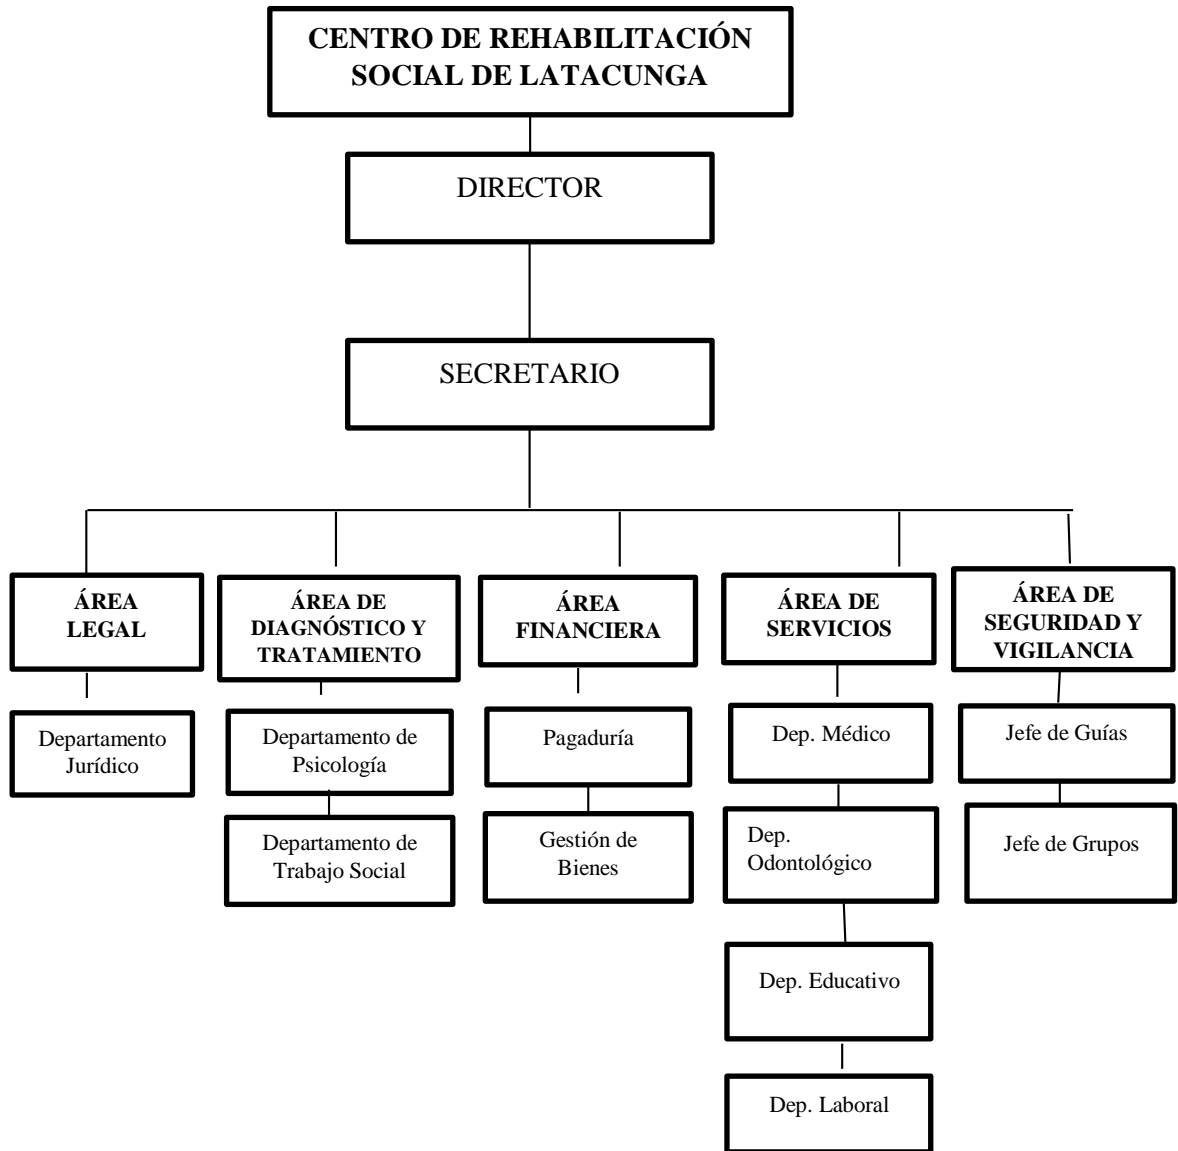 CENTRO DE REHABILITACIÓN
SOCIAL DE LATACUNGA
DIRECTOR
SECRETARIO
ÁREA
LEGAL
ÁREA DE
DIAGNÓSTICO Y
TRATAMIENTO
ÁREA
FINANCIERA
ÁREA DE
SERVICIOS
ÁREA DE
SEGURIDAD Y
VIGILANCIA
Departamento
Jurídico
Departamento de
Psicología
Pagaduría
Dep. Médico
Jefe de Guías
Departamento de
Trabajo Social
Gestión de
Bienes
Dep.
Odontológico
Jefe de Grupos
Dep. Educativo
Dep. Laboral